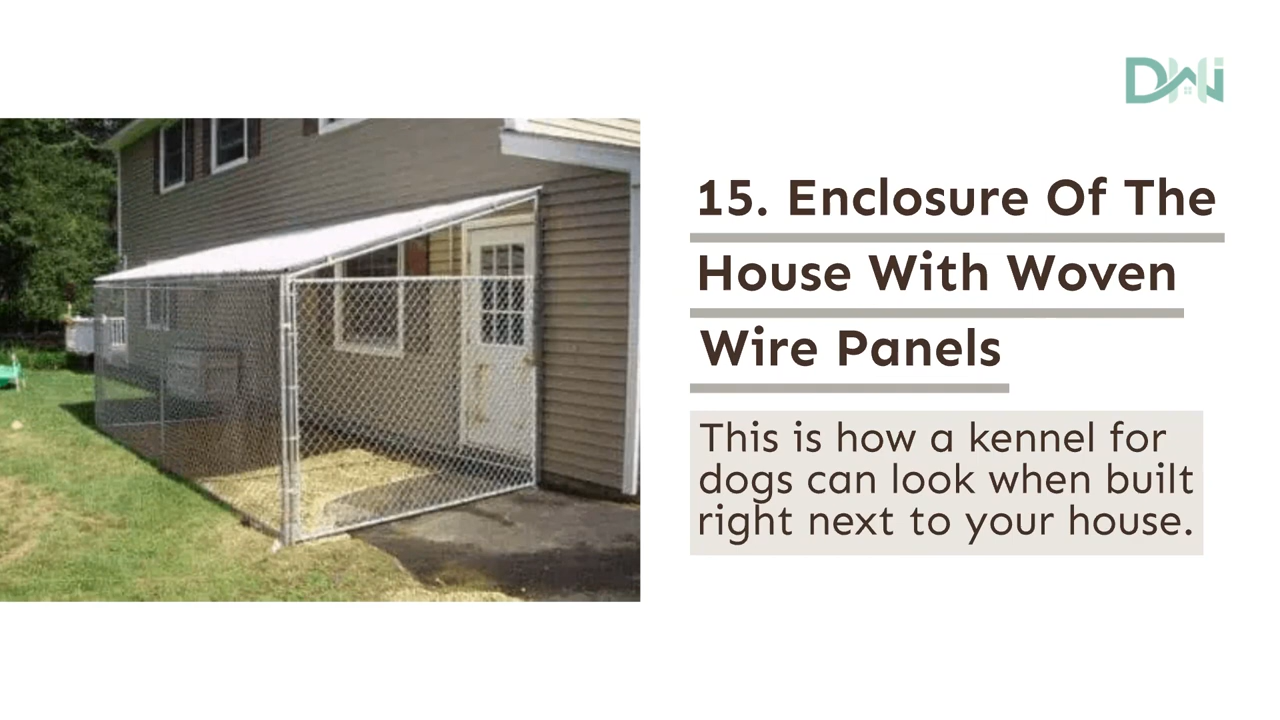 DHi
15. Enclosure Of The
House With Woven
Wire Panels
This is how a kennel for
dogs can look when built
right next to your house.